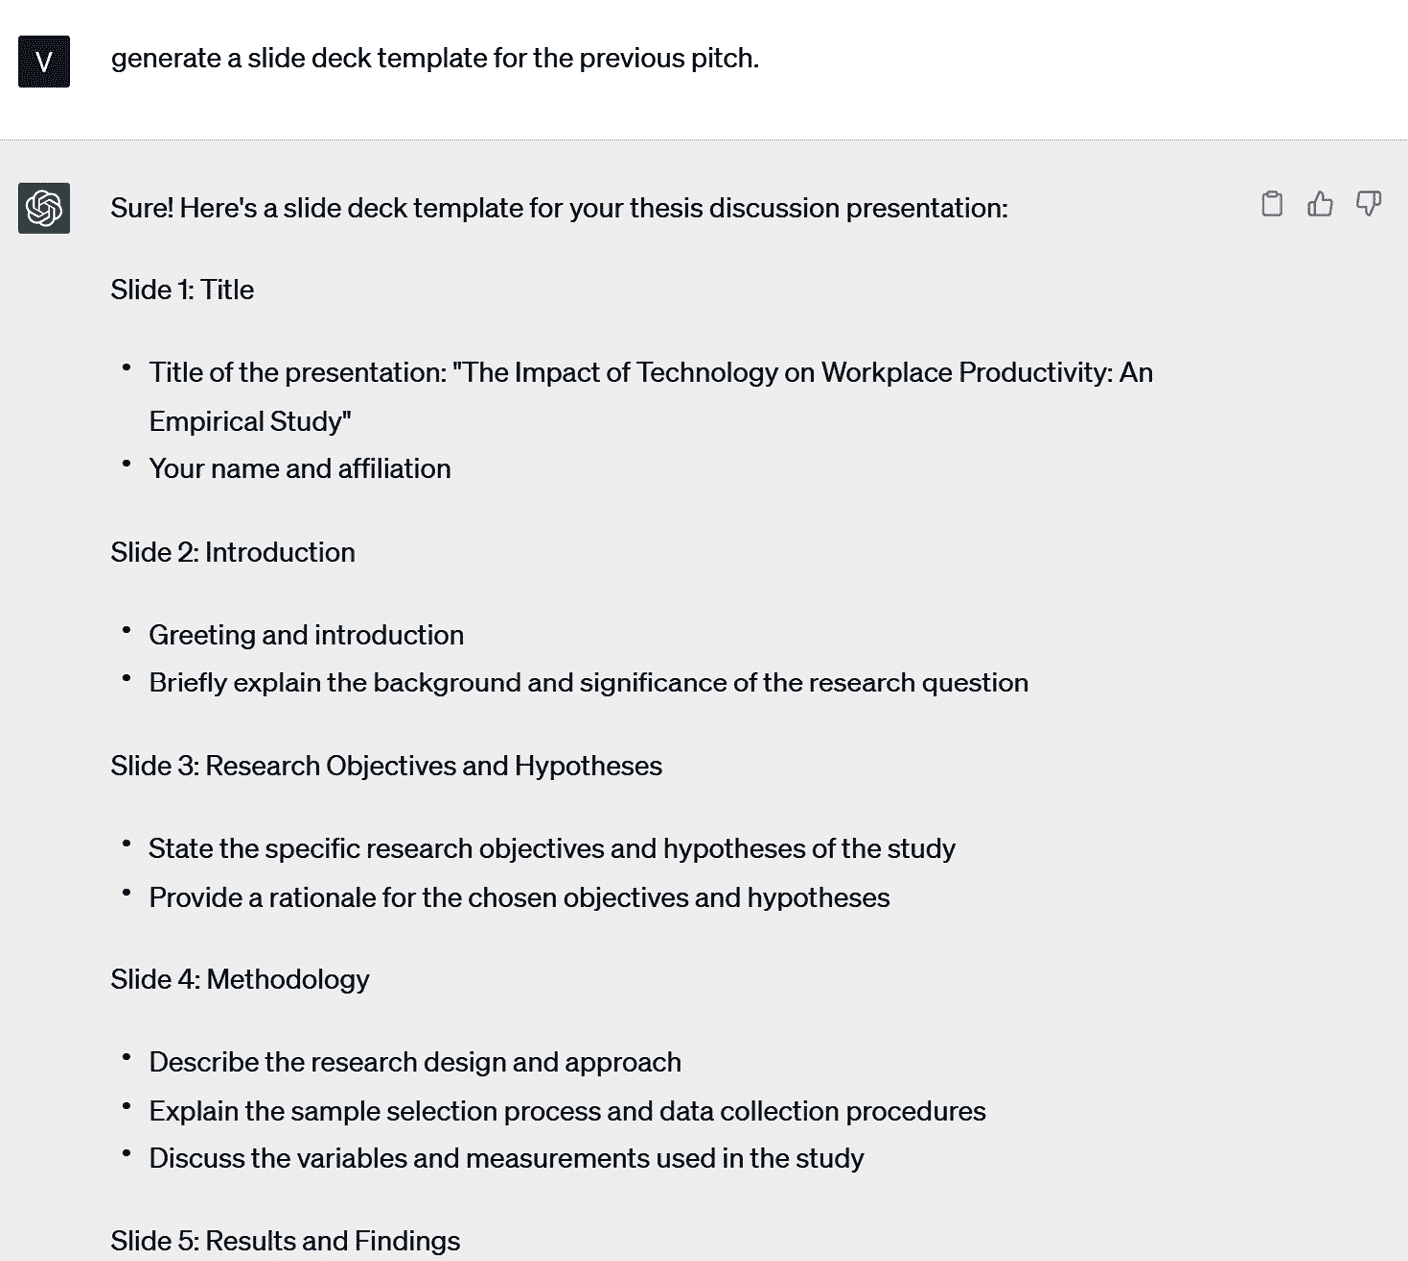 V
generate a slide deck template for the previous pitch.
Sure! Here's a slide deck template for your thesis discussion presentation:
Slide 1: Title
• Title of the presentation: "The Impact of Technology on Workplace Productivity: An
Empirical Study"
• Your name and affiliation
Slide 2: Introduction
• Greeting and introduction
• Briefly explain the background and significance of the research question
Slide 3: Research Objectives and Hypotheses
• State the specific research objectives and hypotheses of the study
• Provide a rationale for the chosen objectives and hypotheses
Slide 4: Methodology
• Describe the research design and approach
• Explain the sample selection process and data collection procedures
• Discuss the variables and measurements used in the study
Slide 5: Results and Findings